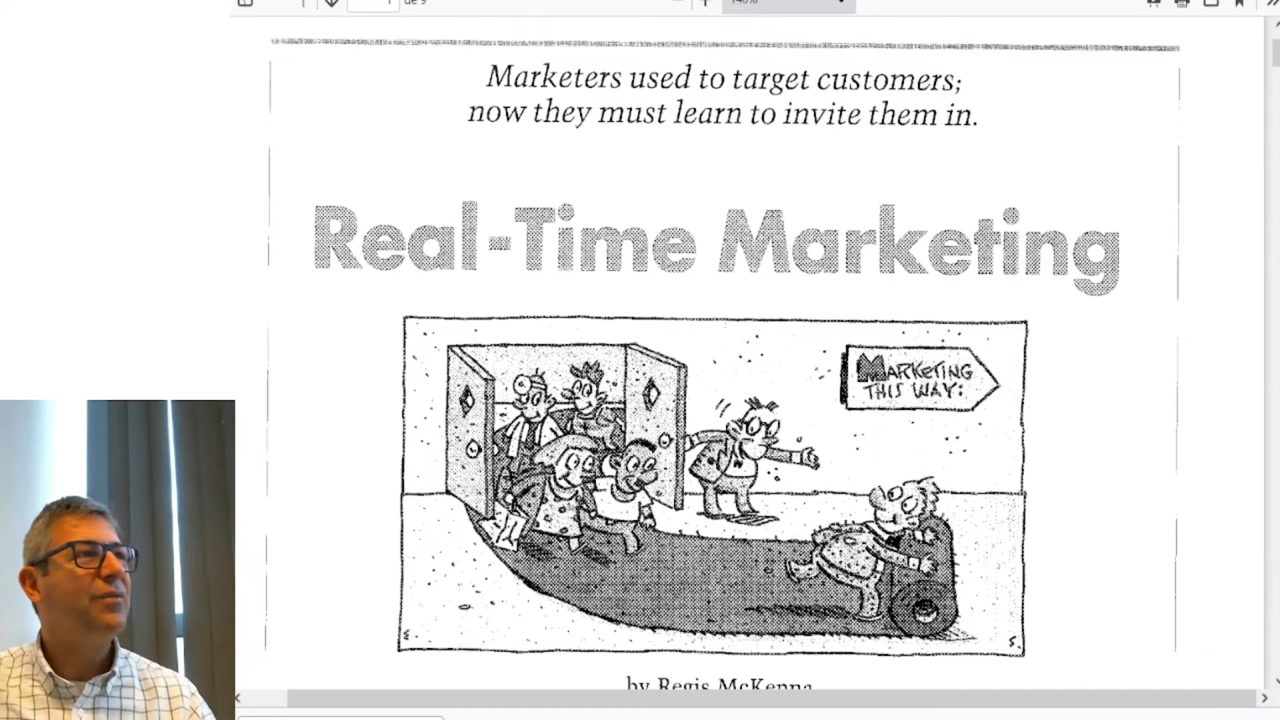 Marketers used to target customers;
now they must learn to invite them in.
Real-Time Marketing
MARKETING
THIS WAY:
by Regis McKenna